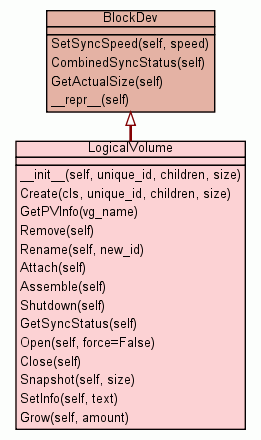 BlockDev
SetSyncSpeed(self, speed)
CombinedSyncStatus(self)
GetActualSize(self)
__repr__(self)
LogicalVolume
__init__(self, unique_id, children, size)
Create(cls, unique_id, children, size)
GetPVInfo(vg_name)
Remove(self)
Rename(self, new_id)
Attach(self)
Assemble(self)
Shutdown(self)
GetSyncStatus(self)
Open(self, force=False)
Close(self)
Snapshot(self, size)
SetInfo(self, text)
Grow(self, amount)